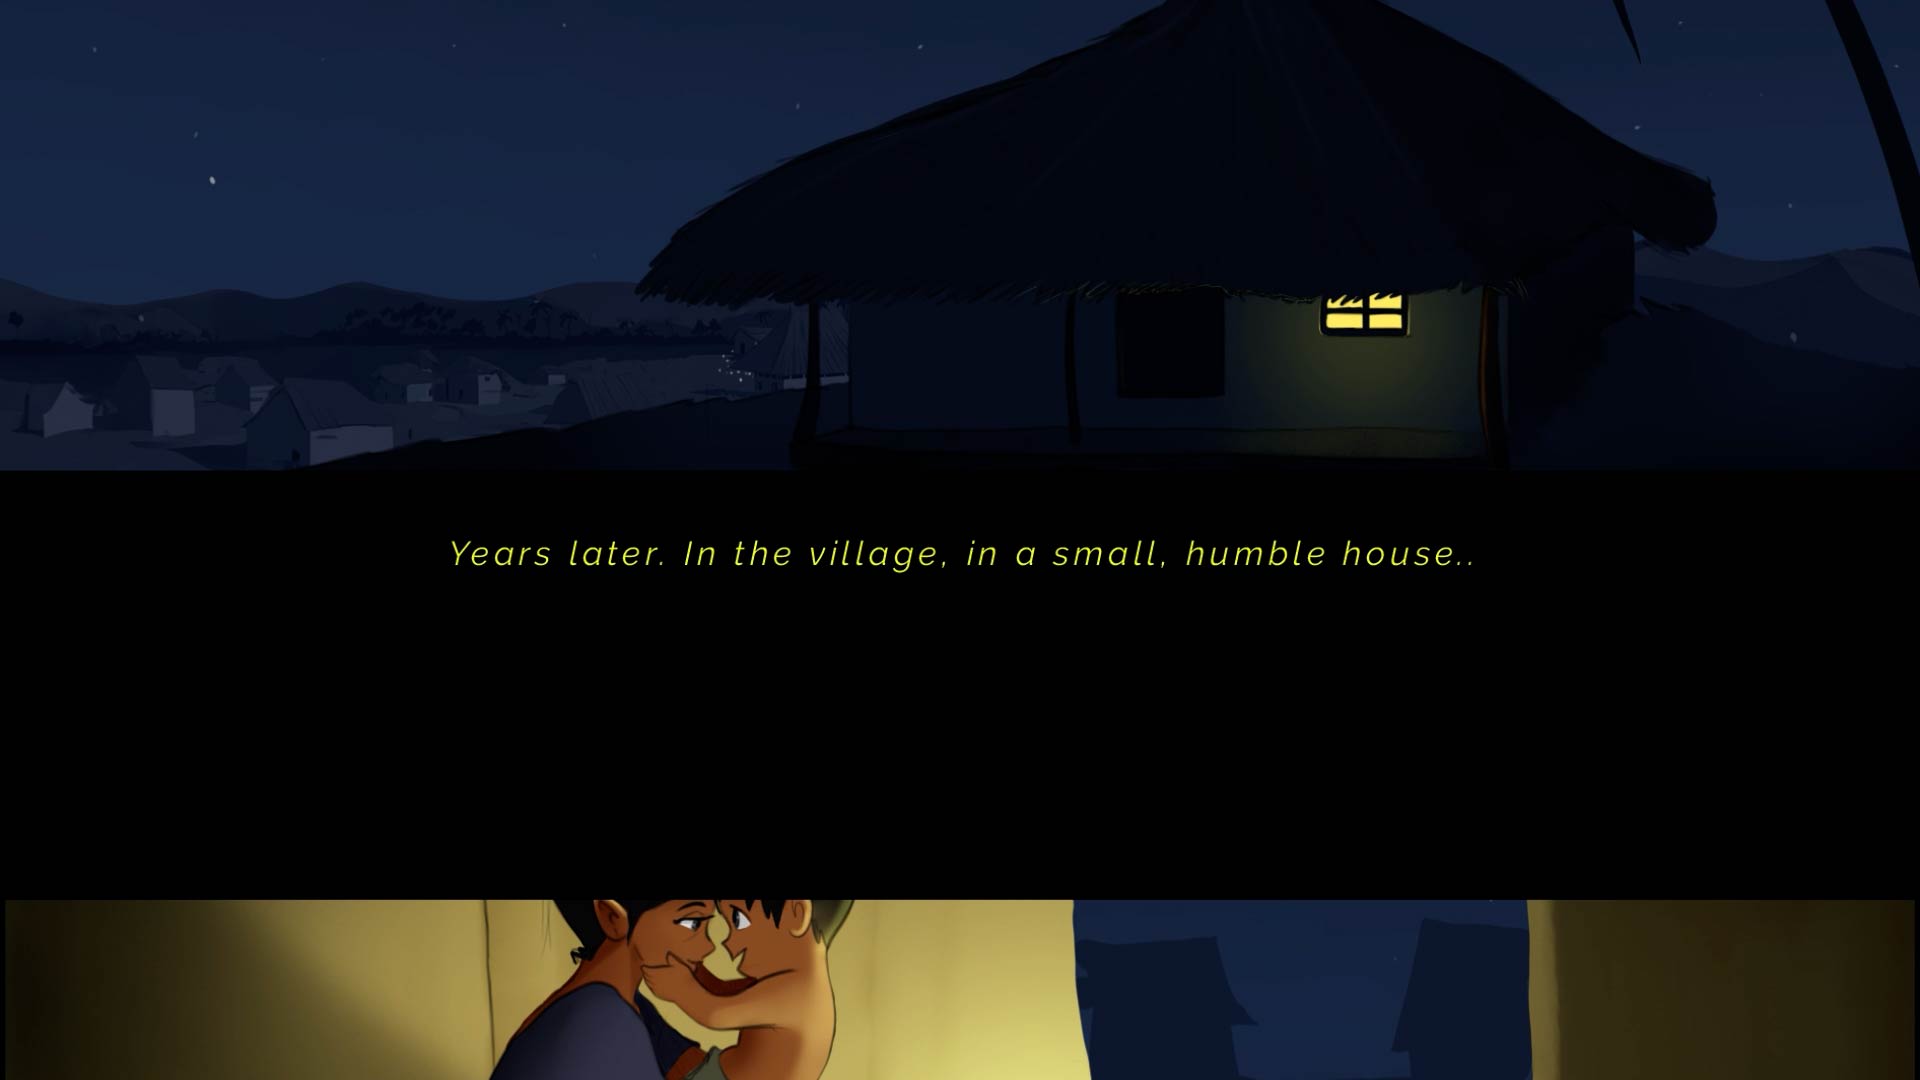 Years later. In the village, in a small, humble house..